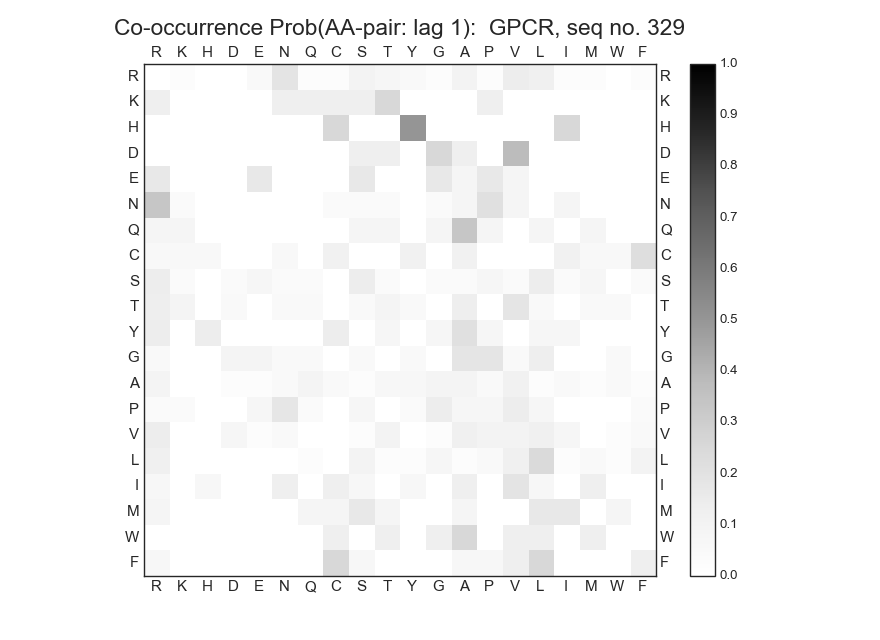 Co-occurrence Prob(AA-pair: lag 1):  GPCR, seq no. 329
R K H D E N Q C S T Y G A P V L I M W F
R R 1.0
K K 0.9
H H
D D 0.8
E E
N N 0.7
Q Q
C C 0.6
S S
T T 0.5
Y Y
G G 0.4
A A
P P 0.3
V V
L L 0.2
I I
M M 0.1
W W
F F 0.0
R K H D E N Q C S T Y G A P V L I M W F